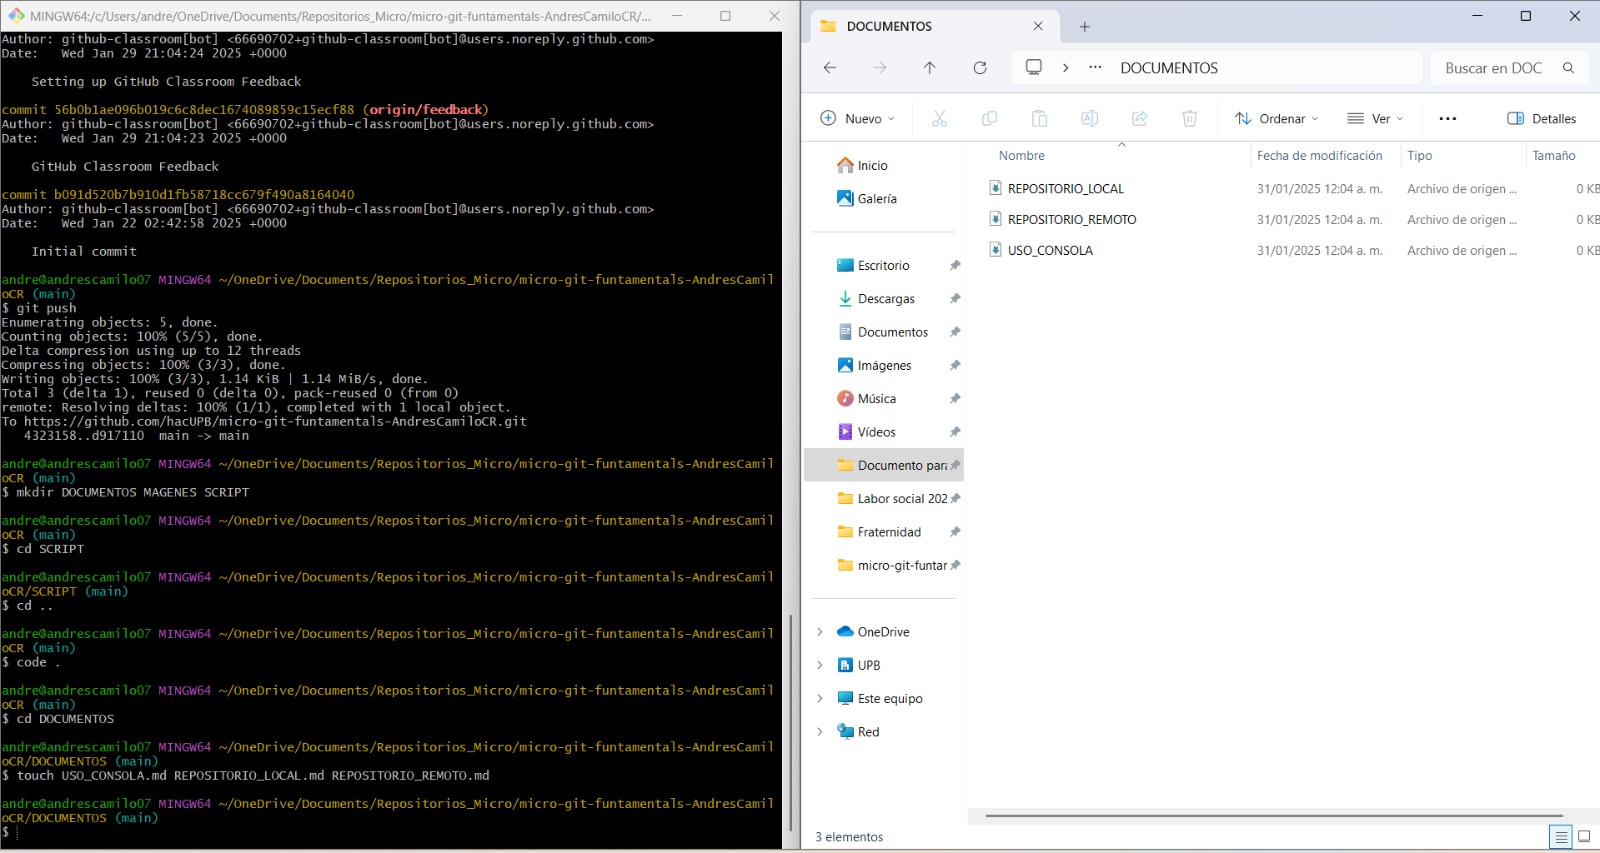 MINGW64:/c/Users/andre/OneDrive/Documents/Repositorios_Micro/micro-git-funtamentals-AndresCamiloCR/...
Author: github-classroom[bot] <66690702+github-classroom[bot]@users.noreply.github.com>
Date:   Wed Jan 29 21:04:24 2025 +0000
Setting up GitHub Classroom Feedback
commit 56b0b1ae096b019c6c8dec1674089859c15ecf88 (origin/feedback)
Author: github-classroom[bot] <66690702+github-classroom[bot]@users.noreply.github.com>
Date:   Wed Jan 29 21:04:23 2025 +0000
GitHub Classroom Feedback
commit b091d520b7b910d1fb58718cc679f490a8164040
Author: github-classroom[bot] <66690702+github-classroom[bot]@users.noreply.github.com>
Date:   Wed Jan 22 02:42:58 2025 +0000
Initial commit
andre@andrescamilo07 MINGW64 ~/OneDrive/Documents/Repositorios_Micro/micro-git-funtamentals-AndresCamil
oCR (main)
$ git push
Enumerating objects: 5, done.
Counting objects: 100% (5/5), done.
Delta compression using up to 12 threads
Compressing objects: 100% (3/3), done.
Writing objects: 100% (3/3), 1.14 KiB | 1.14 MiB/s, done.
Total 3 (delta 1), reused 0 (delta 0), pack-reused 0 (from 0)
remote: Resolving deltas: 100% (1/1), completed with 1 local object.
To https://github.com/hacUPB/micro-git-funtamentals-AndresCamiloCR.git
4323158..d917110  main -> main
andre@andrescamilo07 MINGW64 ~/OneDrive/Documents/Repositorios_Micro/micro-git-funtamentals-AndresCamil
oCR (main)
$ mkdir DOCUMENTOS MAGENES SCRIPT
andre@andrescamilo07 MINGW64 ~/OneDrive/Documents/Repositorios_Micro/micro-git-funtamentals-AndresCamil
oCR (main)
$ cd SCRIPT
andre@andrescamilo07 MINGW64 ~/OneDrive/Documents/Repositorios_Micro/micro-git-funtamentals-AndresCamil
oCR/SCRIPT (main)
$ cd ..
andre@andrescamilo07 MINGW64 ~/OneDrive/Documents/Repositorios_Micro/micro-git-funtamentals-AndresCamil
oCR (main)
$ code .
andre@andrescamilo07 MINGW64 ~/OneDrive/Documents/Repositorios_Micro/micro-git-funtamentals-AndresCamil
oCR (main)
$ cd DOCUMENTOS
andre@andrescamilo07 MINGW64 ~/OneDrive/Documents/Repositorios_Micro/micro-git-funtamentals-AndresCamil
oCR/DOCUMENTOS (main)
$ touch USO_CONSOLA.md REPOSITORIO_LOCAL.md REPOSITORIO_REMOTO.md
andre@andrescamilo07 MINGW64 ~/OneDrive/Documents/Repositorios_Micro/micro-git-funtamentals-AndresCamil
oCR/DOCUMENTOS (main)
$
DOCUMENTOS
DOCUMENTOS
Buscar en DOC
Nuevo
Ordenar
Ver
Detalles
Inicio
Galería
Escritorio
Descargas
Documentos
Imágenes
Música
Vídeos
Documento para
Labor social 202
Fraternidad
micro-git-funtar
OneDrive
UPB
Este equipo
Red
Nombre Fecha de modificación Tipo Tamaño
REPOSITORIO_LOCAL 31/01/2025 12:04 a. m. Archivo de origen ... 0 KB
REPOSITORIO_REMOTO 31/01/2025 12:04 a. m. Archivo de origen ... 0 KB
USO_CONSOLA 31/01/2025 12:04 a. m. Archivo de origen ... 0 KB
3 elementos